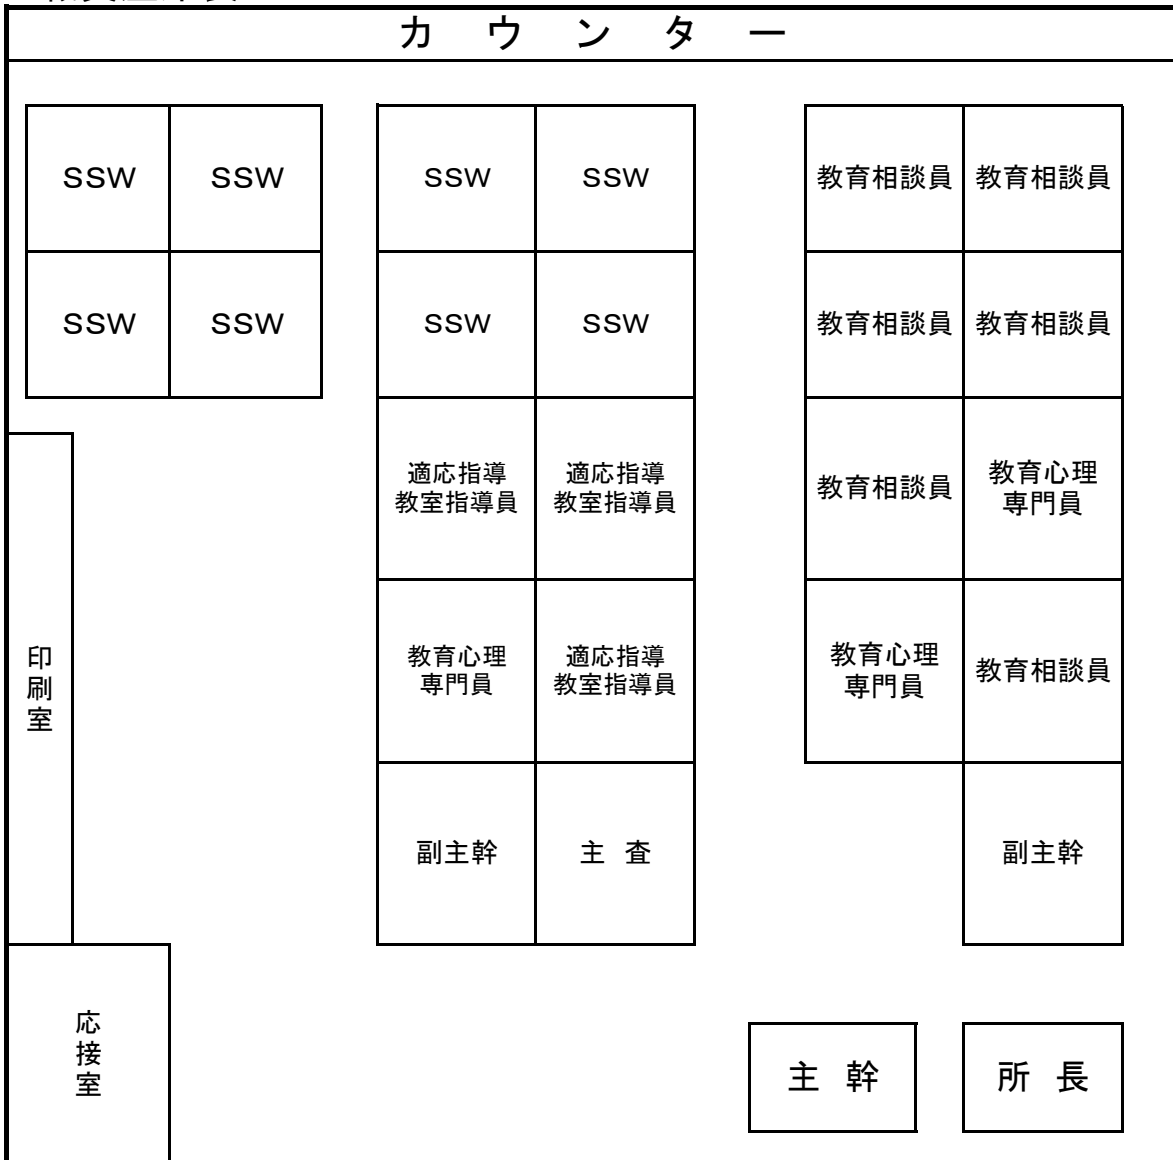 カウンター
SSW SSW SSW SSW 教育相談員 教育相談員
SSW SSW SSW SSW 教育相談員 教育相談員
適応指導
教室指導員
適応指導
教室指導員
教育相談員
教育心理
専門員
教育心理
専門員
適応指導
教室指導員
教育心理
専門員
教育相談員
印刷室
副主幹 主 査 副主幹
応接室
主 幹 所 長